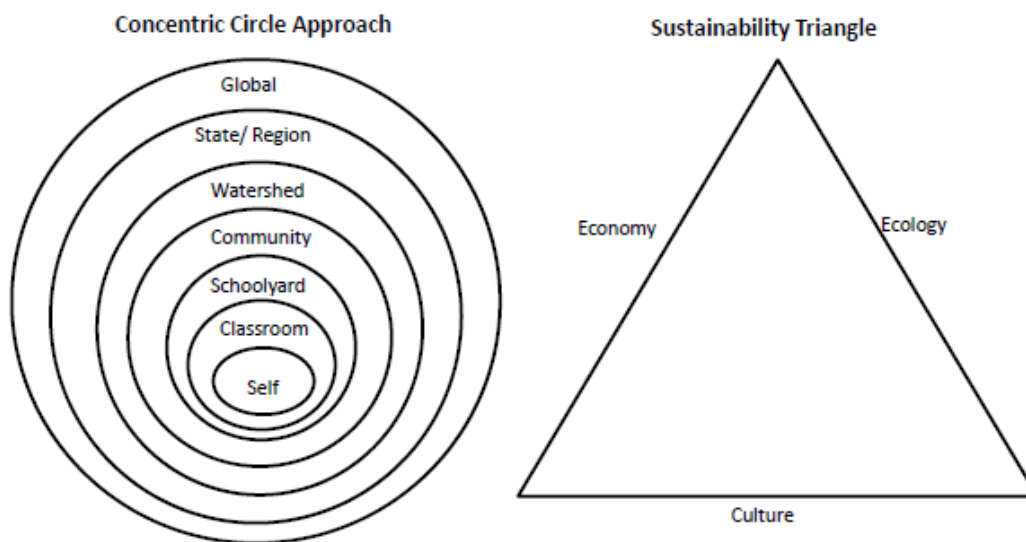 Concentric Circle Approach
Global
State/ Region
Watershed
Community
Schoolyard
Classroom
Self
Sustainability Triangle
Economy
Ecology
Culture